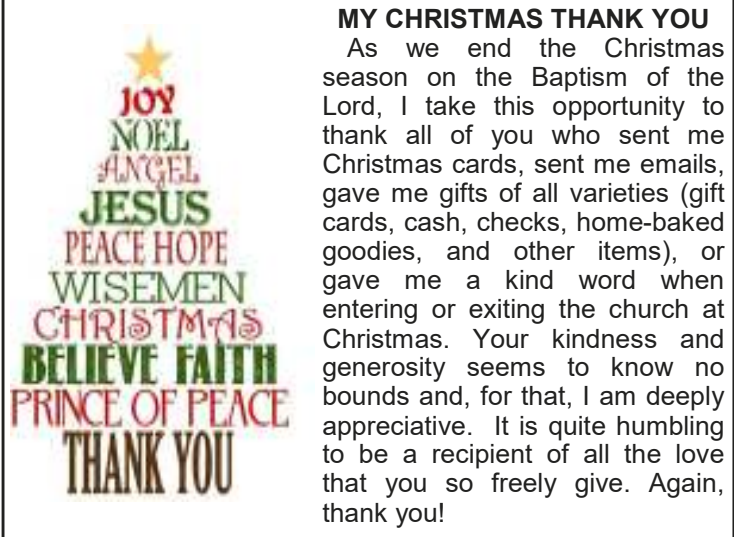 JOY
NOEL
ANGEL
JESUS
PEACE HOPE
WISEMEN
CHRISTMAS
BELIEVE FAITH
PRINCE OF PEACE
THANK YOU
MY CHRISTMAS THANK YOU
As we end the Christmas
season on the Baptism of the
Lord, I take this opportunity to
thank all of you who sent me
Christmas cards, sent me emails,
gave me gifts of all varieties (gift
cards, cash, checks, home-baked
goodies, and other items), or
gave me a kind word when
entering or exiting the church at
Christmas. Your kindness and
generosity seems to know no
bounds and, for that, I am deeply
appreciative. It is quite humbling
to be a recipient of all the love
that you so freely give. Again,
thank you!